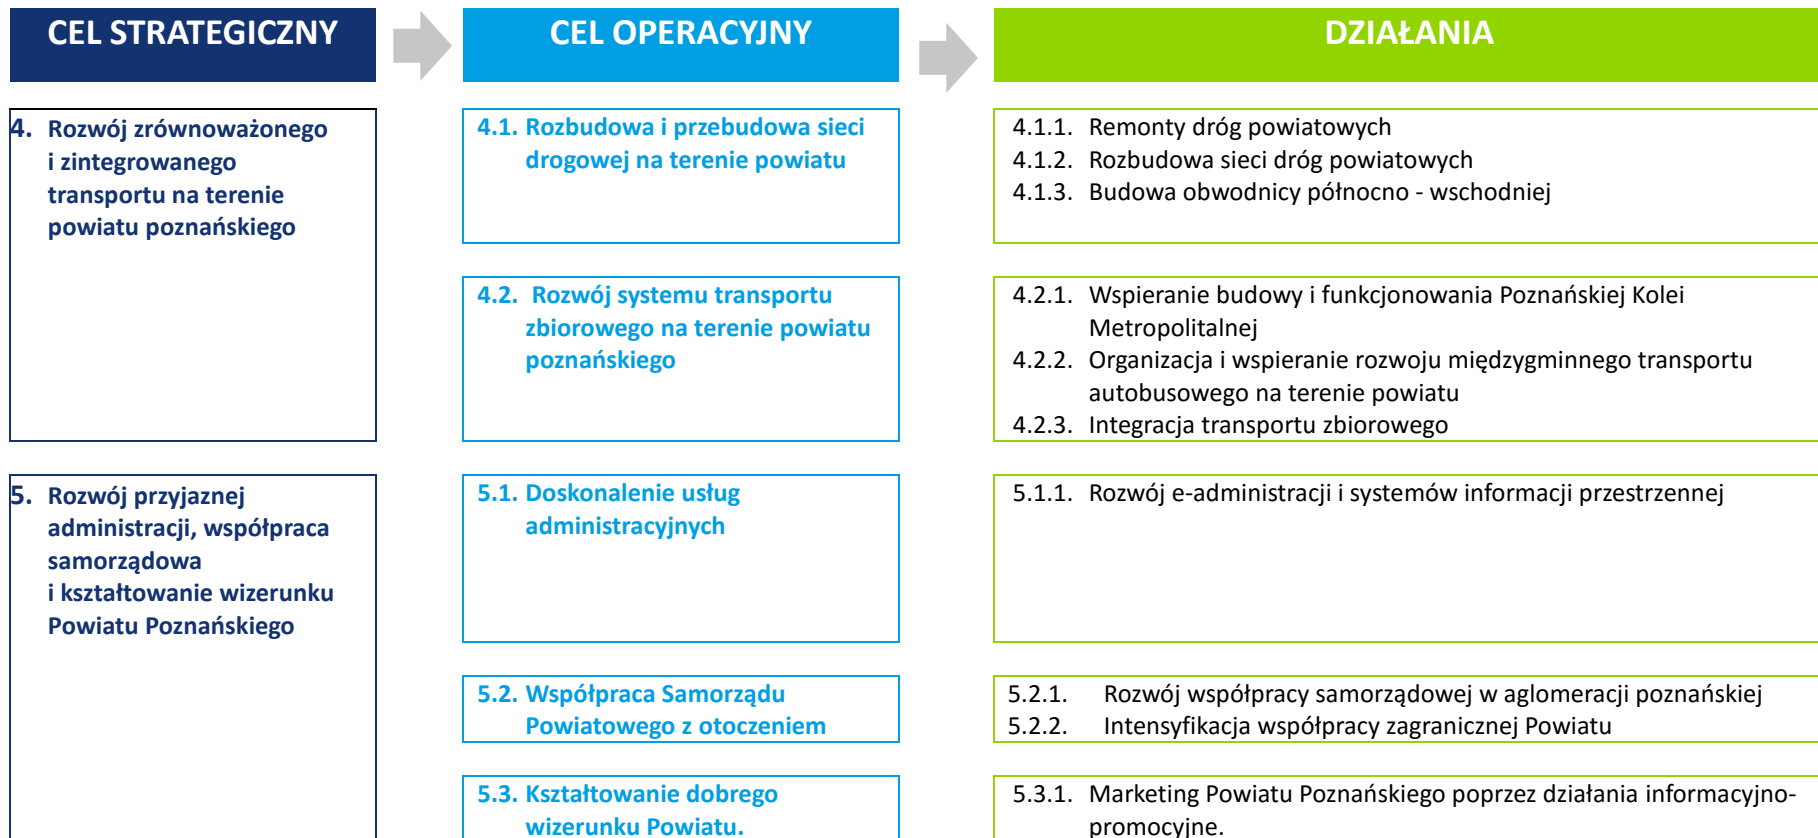 CEL STRATEGICZNY
CEL OPERACYJNY
DZIAŁANIA
4. Rozwój zrównoważonego
i zintegrowanego
transportu na terenie
powiatu poznańskiego
4.1. Rozbudowa i przebudowa sieci
drogowej na terenie powiatu
4.1.1. Remonty dróg powiatowych
4.1.2. Rozbudowa sieci dróg powiatowych
4.1.3. Budowa obwodnicy północno - wschodniej
4.2. Rozwój systemu transportu
zbiorowego na terenie powiatu
poznańskiego
4.2.1. Wspieranie budowy i funkcjonowania Poznańskiej Kolei
Metropolitalnej
4.2.2. Organizacja i wspieranie rozwoju międzygminnego transportu
autobusowego na terenie powiatu
4.2.3. Integracja transportu zbiorowego
5. Rozwój przyjaznej
administracji, współpraca
samorządowa
i kształtowanie wizerunku
Powiatu Poznańskiego
5.1. Doskonalenie usług
administracyjnych
5.1.1. Rozwój e-administracji i systemów informacji przestrzennej
5.2. Współpraca Samorządu
Powiatowego z otoczeniem
5.2.1. Rozwój współpracy samorządowej w aglomeracji poznańskiej
5.2.2. Intensyfikacja współpracy zagranicznej Powiatu
5.3. Kształtowanie dobrego
wizerunku Powiatu.
5.3.1. Marketing Powiatu Poznańskiego poprzez działania informacyjno-
promocyjne.